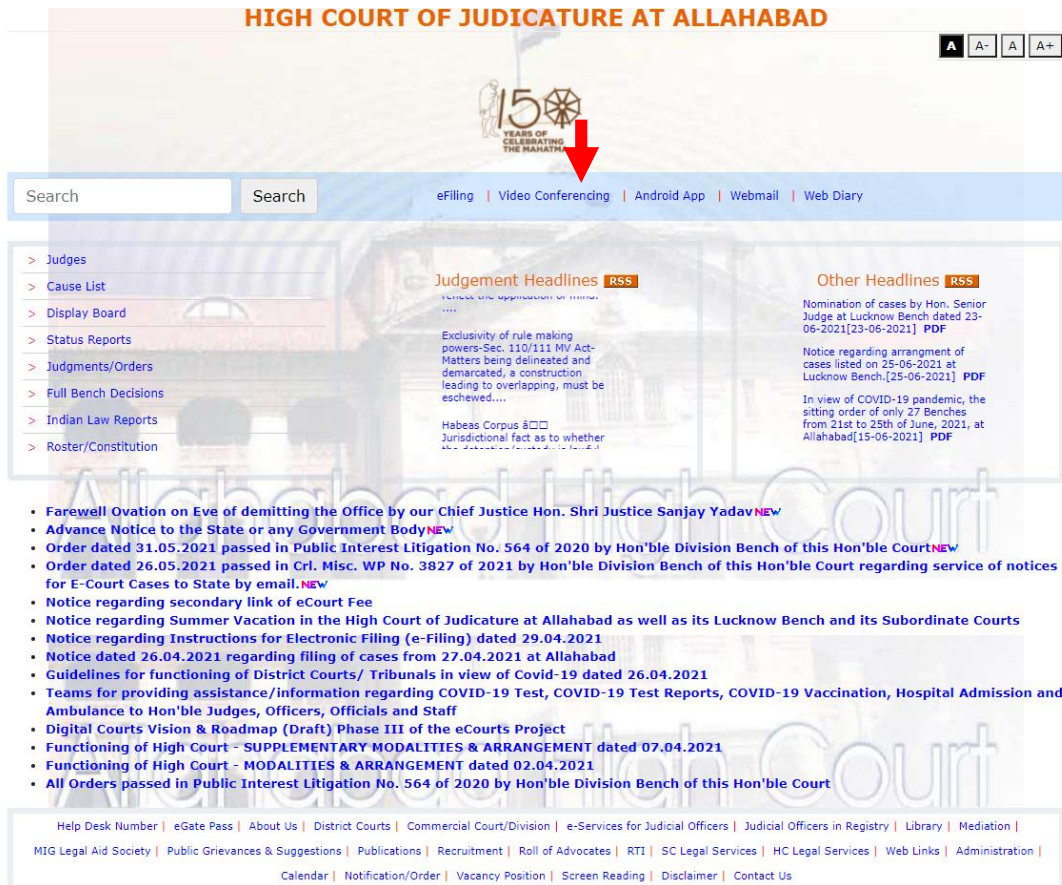 HIGH COURT OF JUDICATURE AT ALLAHABAD
A A- A A+
150
YEARS OF
CELEBRATING
THE MAHATMA
Search Search eFiling | Video Conferencing | Android App | Webmail | Web Diary
> Judges
> Cause List
> Display Board
> Status Reports
> Judgments/Orders
> Full Bench Decisions
> Indian Law Reports
> Roster/Constitution
Judgement Headlines RSS
reflect the application of mind.
....
Exclusivity of rule making
powers-Sec. 110/111 MV Act-
Matters being delineated and
demarcated, a construction
leading to overlapping, must be
eschewed....
Habeas Corpus â□□
Jurisdictional fact as to whether
the detention/custody is lawful
Other Headlines RSS
Nomination of cases by Hon. Senior
Judge at Lucknow Bench dated 23-
06-2021[23-06-2021] PDF
Notice regarding arrangment of
cases listed on 25-06-2021 at
Lucknow Bench.[25-06-2021] PDF
In view of COVID-19 pandemic, the
sitting order of only 27 Benches
from 21st to 25th of June, 2021, at
Allahabad[15-06-2021] PDF
Allahabad High Court
• Farewell Ovation on Eve of demitting the Office by our Chief Justice Hon. Shri Justice Sanjay Yadav NEW
• Advance Notice to the State or any Government Body NEW
• Order dated 31.05.2021 passed in Public Interest Litigation No. 564 of 2020 by Hon'ble Division Bench of this Hon'ble Court NEW
• Order dated 26.05.2021 passed in Crl. Misc. WP No. 3827 of 2021 by Hon'ble Division Bench of this Hon'ble Court regarding service of notices
for E-Court Cases to State by email. NEW
• Notice regarding secondary link of eCourt Fee
• Notice regarding Summer Vacation in the High Court of Judicature at Allahabad as well as its Lucknow Bench and its Subordinate Courts
• Notice regarding Instructions for Electronic Filing (e-Filing) dated 29.04.2021
• Notice dated 26.04.2021 regarding filing of cases from 27.04.2021 at Allahabad
• Guidelines for functioning of District Courts/ Tribunals in view of Covid-19 dated 26.04.2021
• Teams for providing assistance/information regarding COVID-19 Test, COVID-19 Test Reports, COVID-19 Vaccination, Hospital Admission and
Ambulance to Hon'ble Judges, Officers, Officials and Staff
• Digital Courts Vision & Roadmap (Draft) Phase III of the eCourts Project
• Functioning of High Court - SUPPLEMENTARY MODALITIES & ARRANGEMENT dated 07.04.2021
• Functioning of High Court - MODALITIES & ARRANGEMENT dated 02.04.2021
• All Orders passed in Public Interest Litigation No. 564 of 2020 by Hon'ble Division Bench of this Hon'ble Court
Allahabad High Court
Help Desk Number | eGate Pass | About Us | District Courts | Commercial Court/Division | e-Services for Judicial Officers | Judicial Officers in Registry | Library | Mediation |
MIG Legal Aid Society | Public Grievances & Suggestions | Publications | Recruitment | Roll of Advocates | RTI | SC Legal Services | HC Legal Services | Web Links | Administration |
Calendar | Notification/Order | Vacancy Position | Screen Reading | Disclaimer | Contact Us